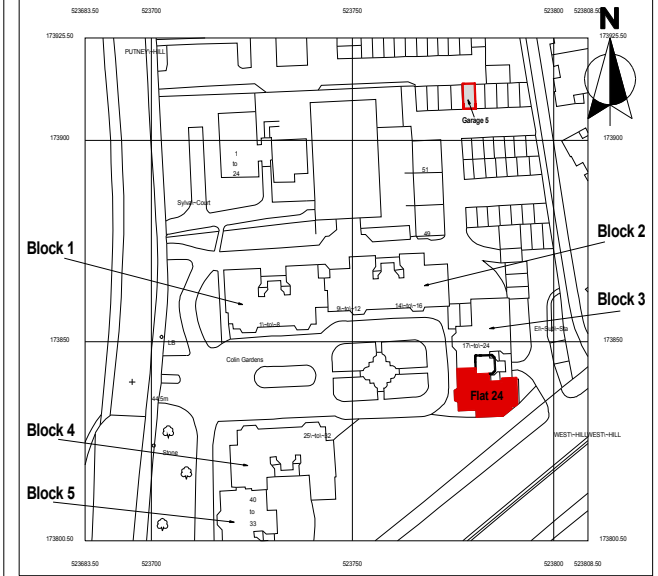 523683.50 523700 523750 523800 523808.50
N
173925.50 173925.50
PUTNEY\~HILL
Garage 5
173900 173900
1
to
24
51
Sylva\~Court
49
Block 1
Block 2
Block 3
9\~to\~12 14\~to\~16
1\~to\~8
El\~Sub\~Sta
173850 173850
LB
17\~to\~24
Colin Gardens
44.5m
Flat 24
Block 4
25\~to\~32
WEST\~HILL WEST\~HILL
Stone
Block 5
40
to
33
173800.50 173800.50
523683.50 523700 523750 523800 523808.50